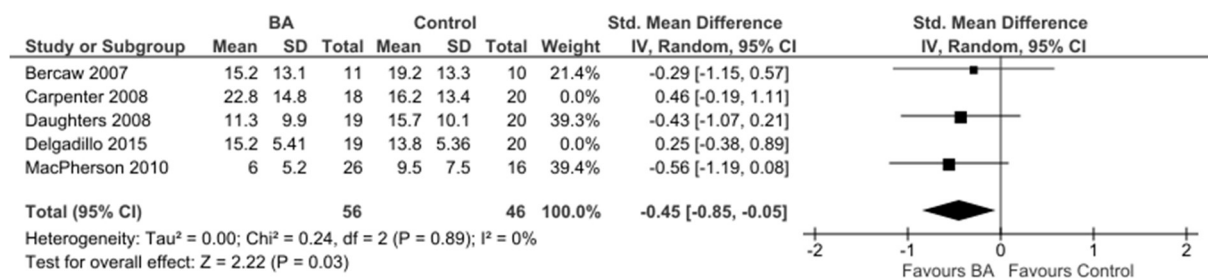 BA Control Std. Mean Difference Std. Mean Difference
Study or Subgroup Mean SD Total Mean SD Total Weight IV, Random, 95% CI IV, Random, 95% CI
Bercaw 2007 15.2 13.1 11 19.2 13.3 10 21.4% -0.29 [-1.15, 0.57]
Carpenter 2008 22.8 14.8 18 16.2 13.4 20 0.0% 0.46 [-0.19, 1.11]
Daughters 2008 11.3 9.9 19 15.7 10.1 20 39.3% -0.43 [-1.07, 0.21]
Delgadillo 2015 15.2 5.41 19 13.8 5.36 20 0.0% 0.25 [-0.38, 0.89]
MacPherson 2010 6 5.2 26 9.5 7.5 16 39.4% -0.56 [-1.19, 0.08]
Total (95% CI) 56 46 100.0% -0.45 [-0.85, -0.05]
Heterogeneity: Tau² = 0.00; Chi² = 0.24, df = 2 (P = 0.89); I² = 0%
Test for overall effect: Z = 2.22 (P = 0.03)
-2 -1 0 1 2
Favours BA Favours Control